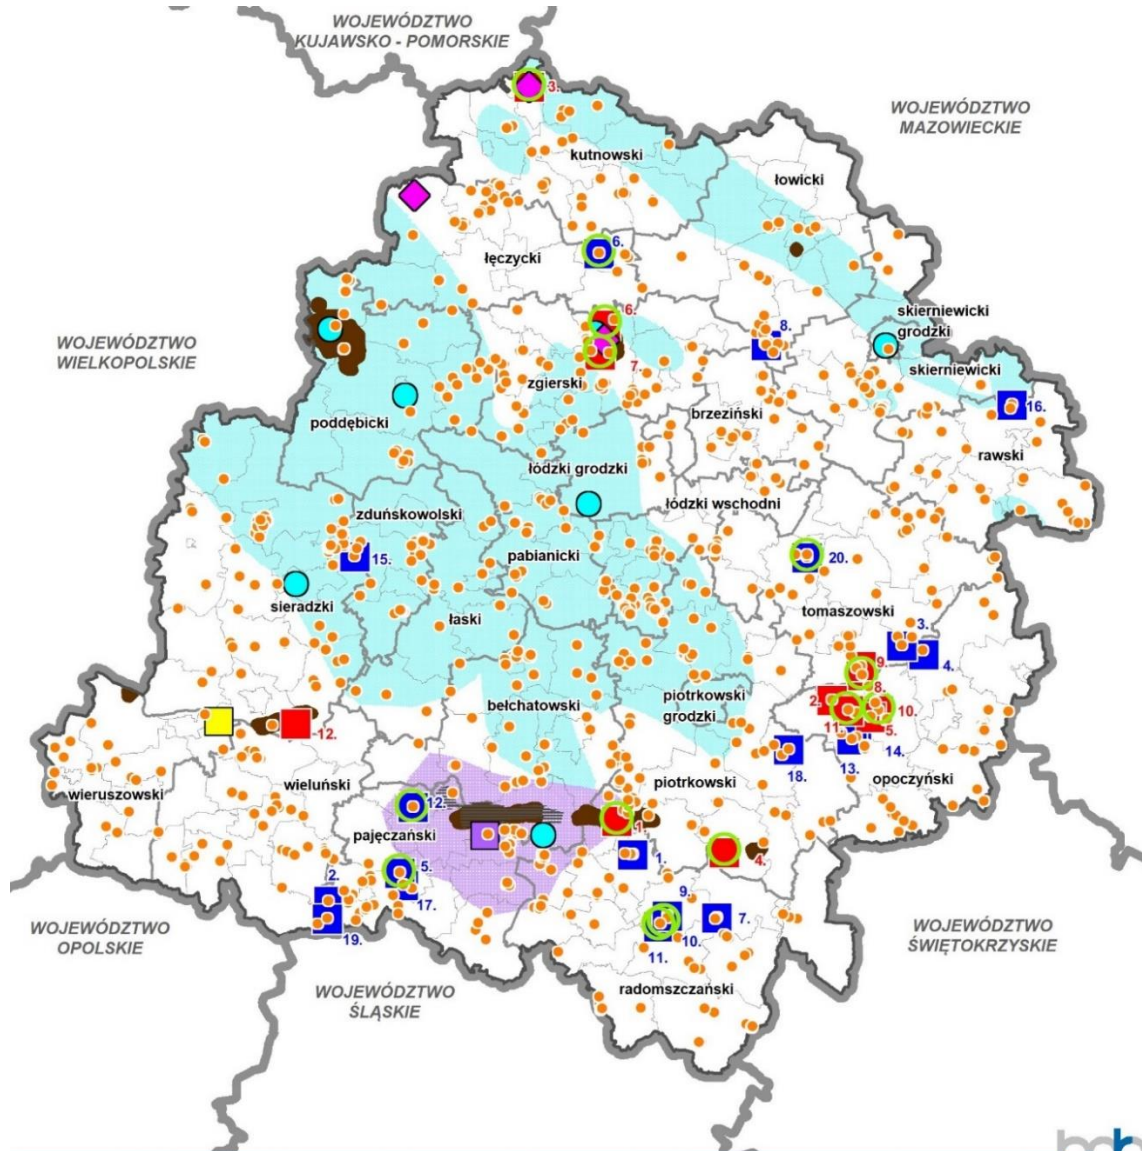 WOJEWÓDZTWO
KUJAWSKO - POMORSKIE
3.
WOJEWÓDZTWO
MAZOWIECKIE
kutnowski
łowicki
6.
łęczycki
6.
skierniewicki
grodzki
8.
WOJEWÓDZTWO
WIELKOPOLSKIE
7.
skierniewicki
zgierski
16.
brzeziński
poddębicki
rawski
łódzki grodzki
łódzki wschodni
zduńskowolski
pabianicki
15.
20.
sieradzki
tomaszowski
łaski
3.
4.
9.
8.
piotrkowski
grodzki
bełchatowski
2.
10.
11.
5.
12.
14.
13.
18.
piotrkowski
opoczyński
wieluński
wieruszowski
12.
pajęczański
1.
1.
4.
5.
2.
17.
9.
7.
WOJEWÓDZTWO
OPOLSKIE
19.
10.
11.
WOJEWÓDZTWO
ŚWIĘTOKRZYSKIE
WOJEWÓDZTWO
ŚLĄSKIE
radomszczański